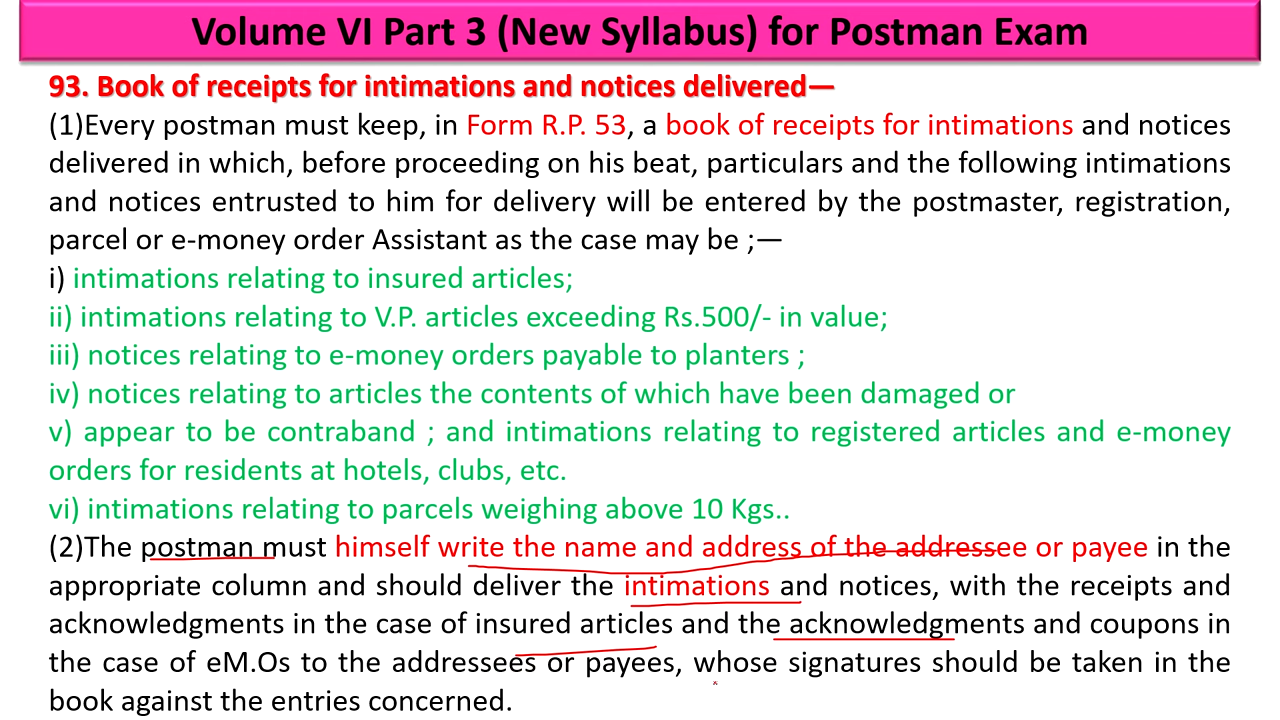 Volume VI Part 3 (New Syllabus) for Postman Exam
93. Book of receipts for intimations and notices delivered—
(1)Every postman must keep, in Form R.P. 53, a book of receipts for intimations and notices
delivered in which, before proceeding on his beat, particulars and the following intimations
and notices entrusted to him for delivery will be entered by the postmaster, registration,
parcel or e-money order Assistant as the case may be ;—
i) intimations relating to insured articles;
ii) intimations relating to V.P. articles exceeding Rs.500/- in value;
iii) notices relating to e-money orders payable to planters ;
iv) notices relating to articles the contents of which have been damaged or
v) appear to be contraband ; and intimations relating to registered articles and e-money
orders for residents at hotels, clubs, etc.
vi) intimations relating to parcels weighing above 10 Kgs..
(2)The postman must himself write the name and address of the addressee or payee in the
appropriate column and should deliver the intimations and notices, with the receipts and
acknowledgments in the case of insured articles and the acknowledgments and coupons in
the case of eM.Os to the addressees or payees, whose signatures should be taken in the
book against the entries concerned.